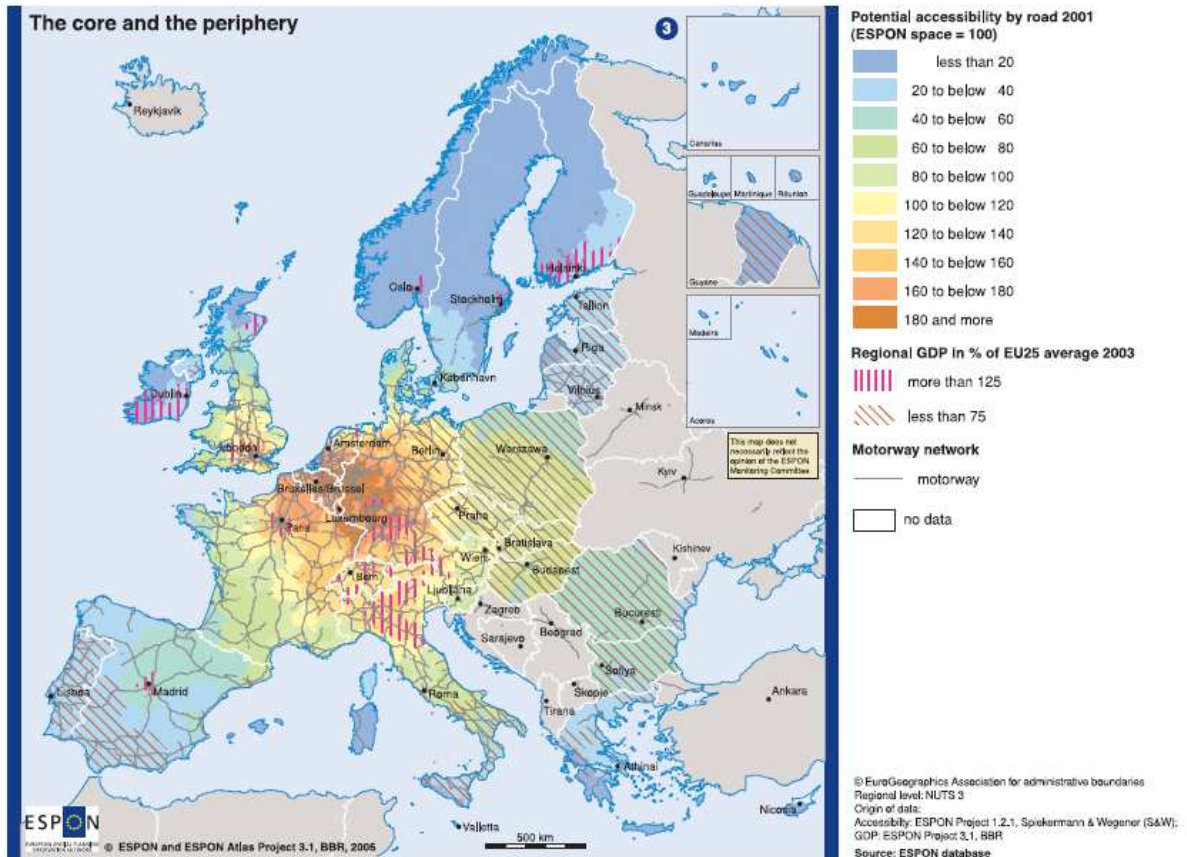 The core and the periphery
3
Reykjavik
Canarias
Guadeloupe Martinique Réunion
Guyane
Madeira
Acores
Oslo
Stockholm
Helsinki
Tallinn
Riga
Vilnius
Minsk
København
Dublin
London
Amsterdam
Berlin
Warszawa
This map does not
necessarily reflect the
opinion of the ESPON
Monitoring Committee
Kyiv
Bruxelles/Brussel
Luxembourg
Paris
Praha
Bratislava
Wien
Budapest
Kishinev
Bern
Ljubljana
Zagreb
Bucuresti
Beograd
Sarajevo
Sofiya
Skopje
Tirana
Ankara
Roma
Madrid
Lisboa
Athinai
Nicosia
Valletta
500 km
ESPON
© ESPON and ESPON Atlas Project 3.1, BBR, 2006
Potential accessibility by road 2001
(ESPON space = 100)
less than 20
20 to below 40
40 to below 60
60 to below 80
80 to below 100
100 to below 120
120 to below 140
140 to below 160
160 to below 180
180 and more
Regional GDP in % of EU25 average 2003
more than 125
less than 75
Motorway network
motorway
no data
© EuroGeographics Association for administrative boundaries
Regional level: NUTS 3
Origin of data:
Accessibilty: ESPON Project 1.2.1, Spiekermann & Wegener (S&W);
GDP: ESPON Project 3.1, BBR
Source: ESPON database